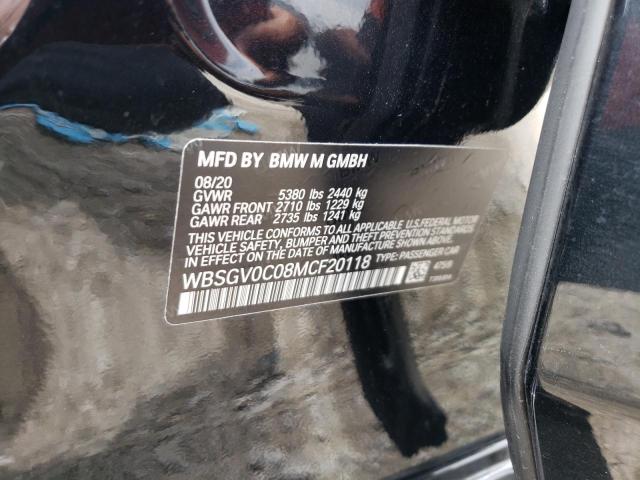 MFD BY BMW M GMBH
08/20
GVWR 5380 lbs 2440 kg
GAWR FRONT 2710 lbs 1229 kg
GAWR REAR 2735 lbs 1241 kg
THIS VEHICLE CONFORMS TO ALL APPLICABLE U.S. FEDERAL MOTOR
VEHICLE SAFETY, BUMPER, AND THEFT PREVENTION STANDARDS
IN EFFECT ON THE DATE OF MANUFACTURE SHOWN ABOVE.
WBSGV0C08MCF20118 TYPE: PASSENGER CAR